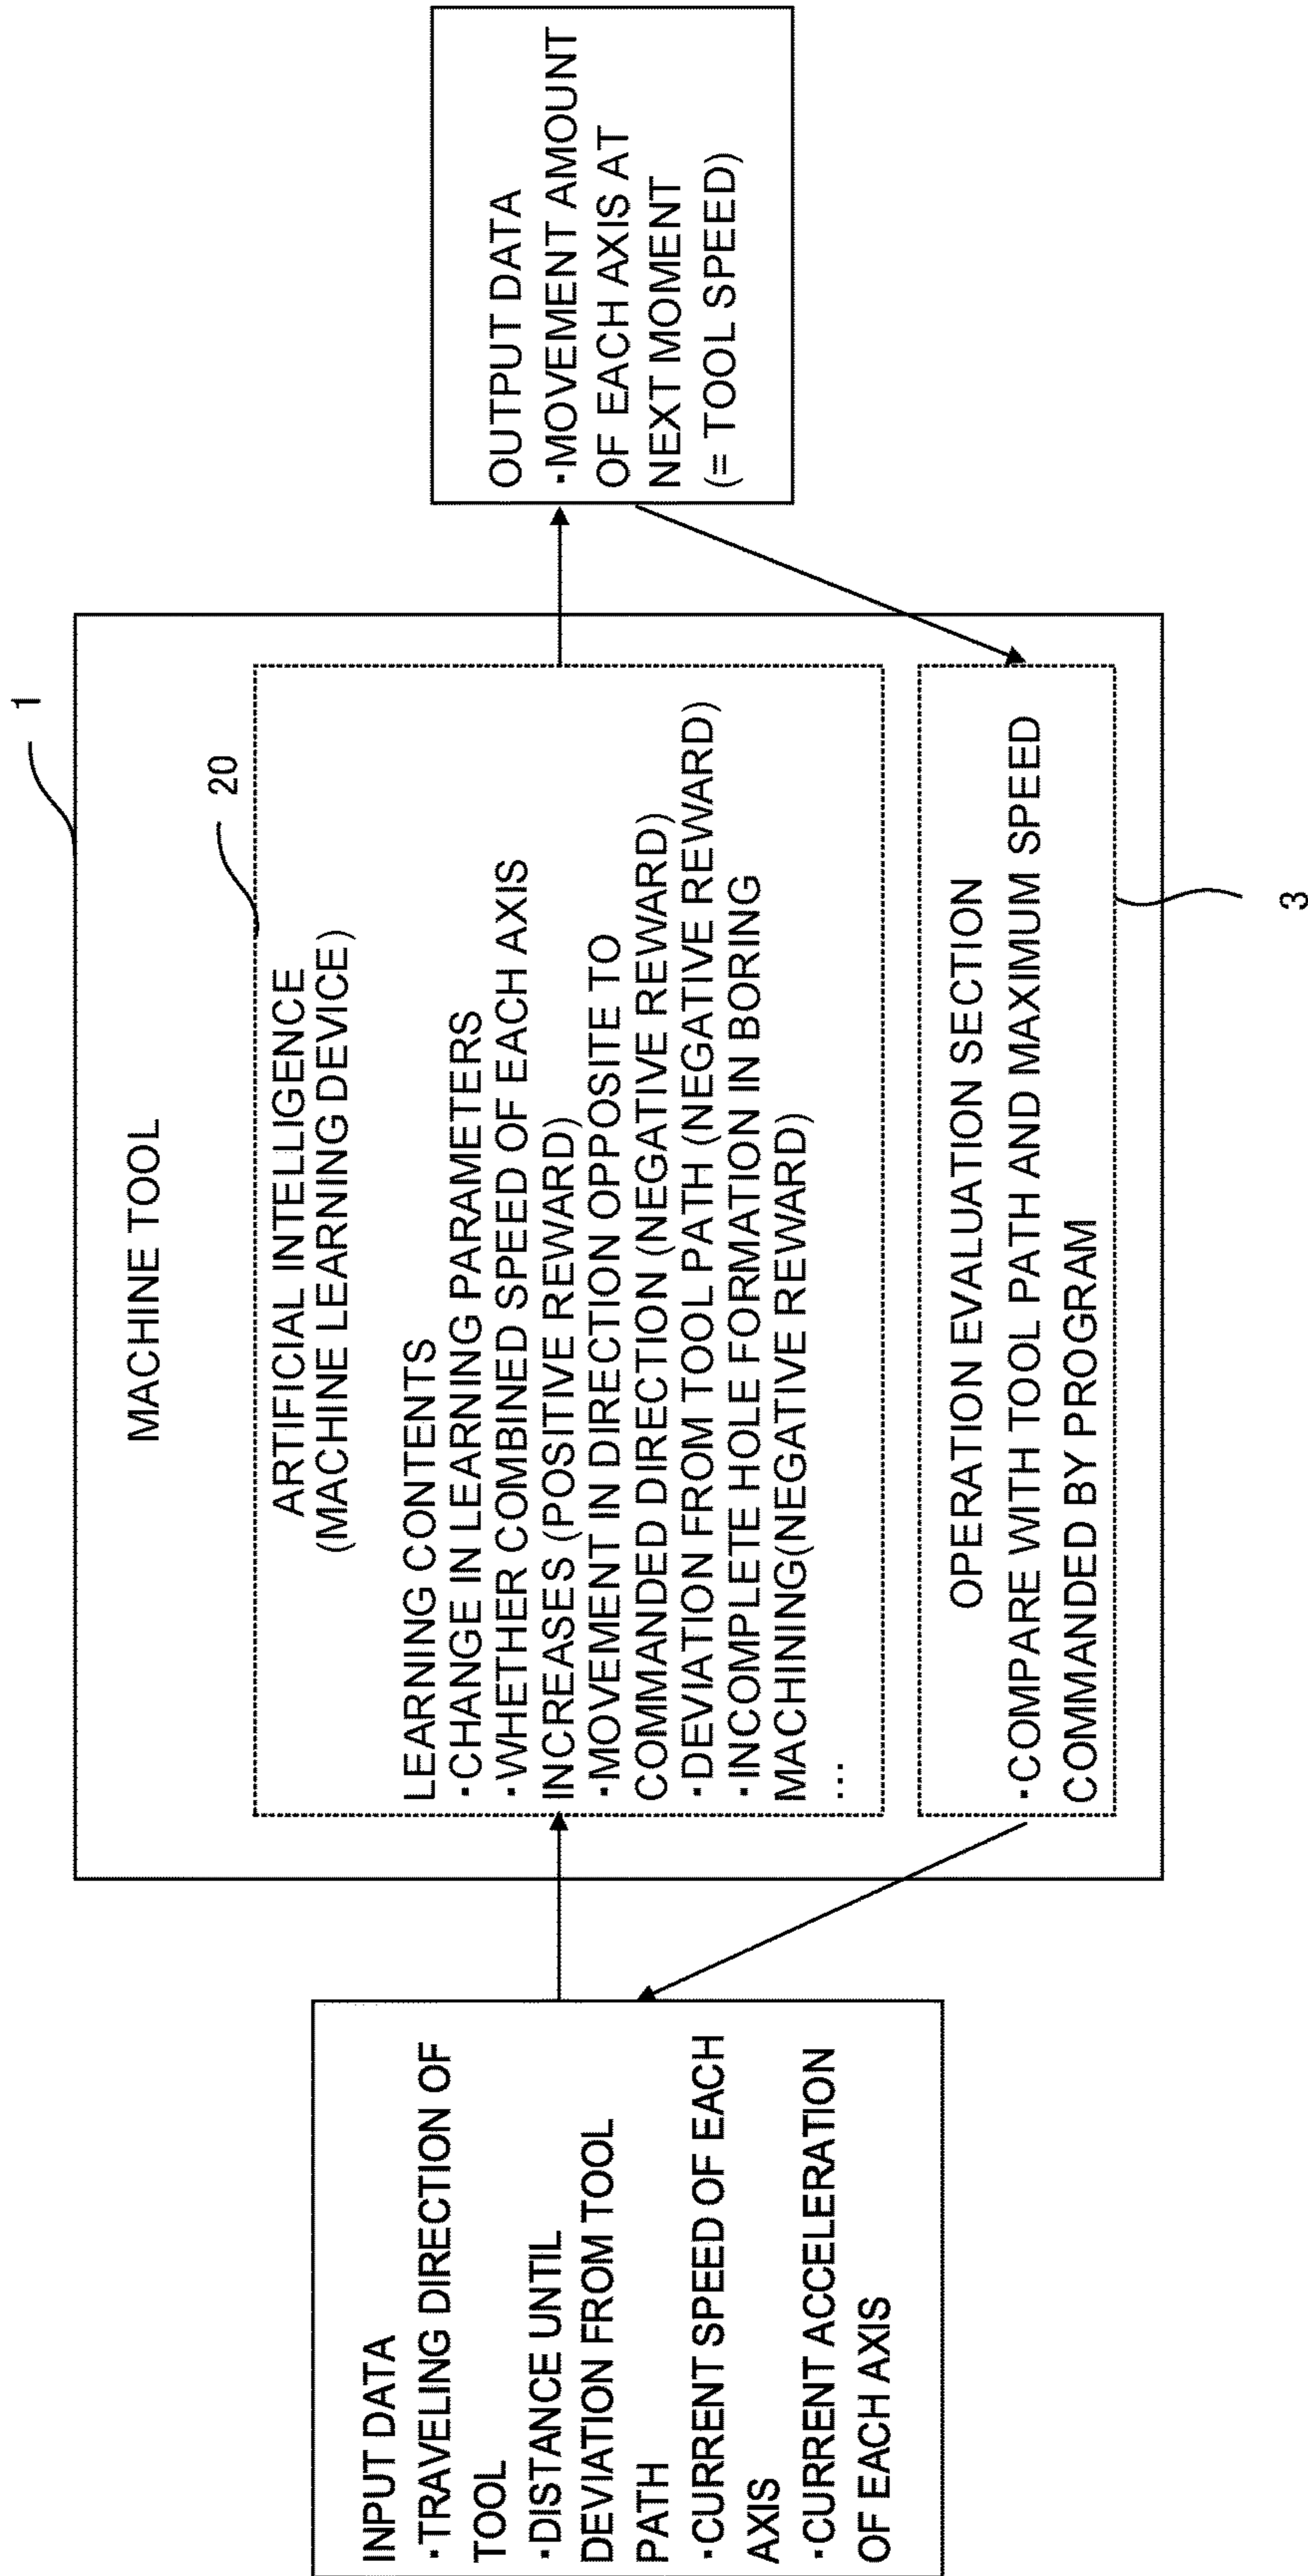 1
MACHINE TOOL
20
ARTIFICIAL INTELLIGENCE
(MACHINE LEARNING DEVICE)
LEARNING CONTENTS
・CHANGE IN LEARNING PARAMETERS
・WHETHER COMBINED SPEED OF EACH AXIS
INCREASES (POSITIVE REWARD)
・MOVEMENT IN DIRECTION OPPOSITE TO
COMMANDED DIRECTION (NEGATIVE REWARD)
・DEVIATION FROM TOOL PATH (NEGATIVE REWARD)
・INCOMPLETE HOLE FORMATION IN BORING
MACHINING(NEGATIVE REWARD)
...
OPERATION EVALUATION SECTION
・COMPARE WITH TOOL PATH AND MAXIMUM SPEED
COMMANDED BY PROGRAM
3
INPUT DATA
・TRAVELING DIRECTION OF
TOOL
・DISTANCE UNTIL
DEVIATION FROM TOOL
PATH
・CURRENT SPEED OF EACH
AXIS
・CURRENT ACCELERATION
OF EACH AXIS
OUTPUT DATA
・MOVEMENT AMOUNT
OF EACH AXIS AT
NEXT MOMENT
(= TOOL SPEED)